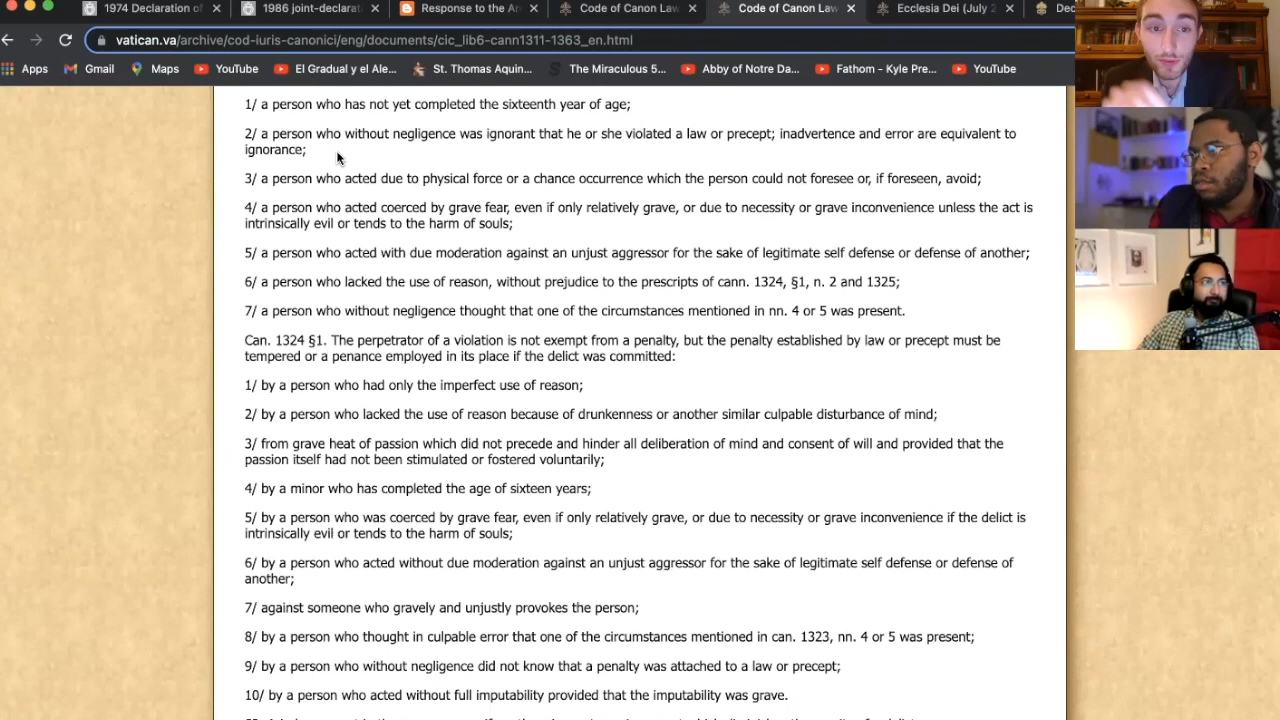 1974 Declaration of
1986 joint-declarat
Response to the Ar
Code of Canon Law
Code of Canon Law
Ecclesia Dei (July 2
Dec
vatican.va/archive/cod-iuris-canonici/eng/documents/cic_lib6-cann1311-1363_en.html
Apps
Gmail
Maps
YouTube
El Gradual y el Ale...
St. Thomas Aquin...
The Miraculous 5...
Abby of Notre Da...
Fathom - Kyle Pre...
YouTube
1/ a person who has not yet completed the sixteenth year of age;
2/ a person who without negligence was ignorant that he or she violated a law or precept; inadvertence and error are equivalent to
ignorance;
3/ a person who acted due to physical force or a chance occurrence which the person could not foresee or, if foreseen, avoid;
4/ a person who acted coerced by grave fear, even if only relatively grave, or due to necessity or grave inconvenience unless the act is
intrinsically evil or tends to the harm of souls;
5/ a person who acted with due moderation against an unjust aggressor for the sake of legitimate self defense or defense of another;
6/ a person who lacked the use of reason, without prejudice to the prescripts of cann. 1324, §1, n. 2 and 1325;
7/ a person who without negligence thought that one of the circumstances mentioned in nn. 4 or 5 was present.
Can. 1324 §1. The perpetrator of a violation is not exempt from a penalty, but the penalty established by law or precept must be
tempered or a penance employed in its place if the delict was committed:
1/ by a person who had only the imperfect use of reason;
2/ by a person who lacked the use of reason because of drunkenness or another similar culpable disturbance of mind;
3/ from grave heat of passion which did not precede and hinder all deliberation of mind and consent of will and provided that the
passion itself had not been stimulated or fostered voluntarily;
4/ by a minor who has completed the age of sixteen years;
5/ by a person who was coerced by grave fear, even if only relatively grave, or due to necessity or grave inconvenience if the delict is
intrinsically evil or tends to the harm of souls;
6/ by a person who acted without due moderation against an unjust aggressor for the sake of legitimate self defense or defense of
another;
7/ against someone who gravely and unjustly provokes the person;
8/ by a person who thought in culpable error that one of the circumstances mentioned in can. 1323, nn. 4 or 5 was present;
9/ by a person who without negligence did not know that a penalty was attached to a law or precept;
10/ by a person who acted without full imputability provided that the imputability was grave.